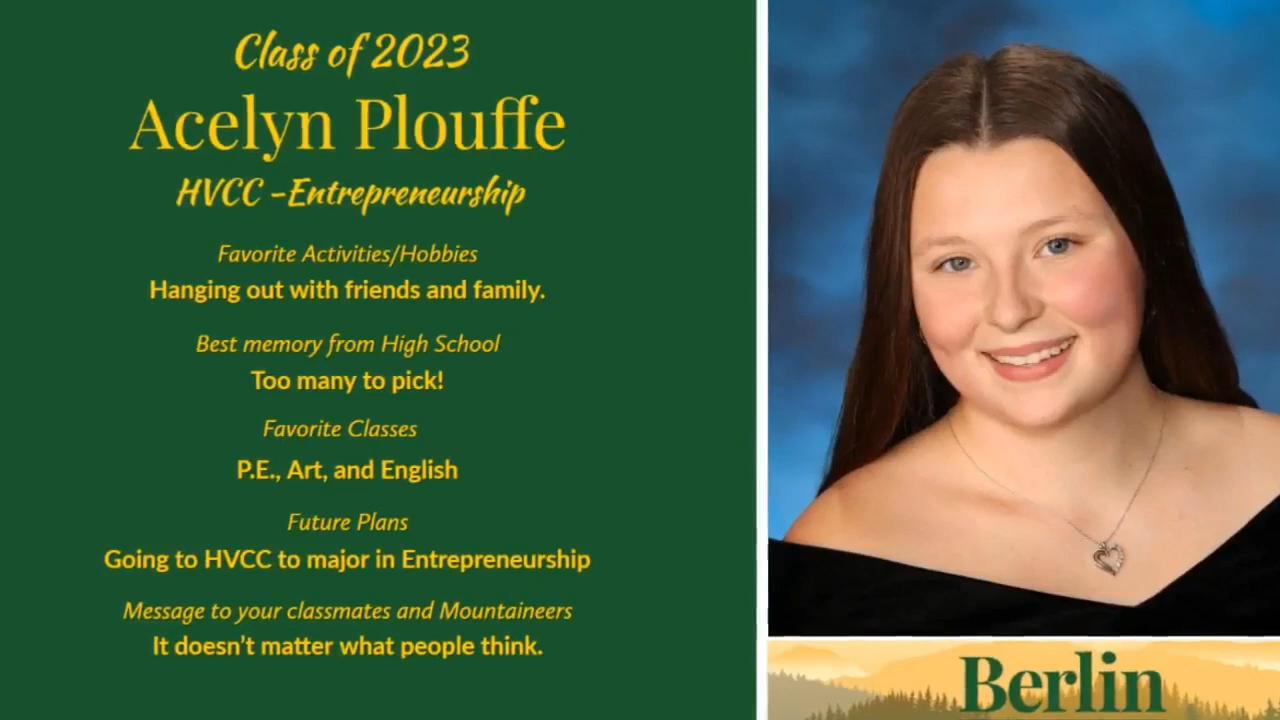 Class of 2023
Acelyn Plouffe
HVCC -Entrepreneurship
Favorite Activities/Hobbies
Hanging out with friends and family.
Best memory from High School
Too many to pick!
Favorite Classes
P.E., Art, and English
Future Plans
Going to HVCC to major in Entrepreneurship
Message to your classmates and Mountaineers
It doesn't matter what people think.
Berlin